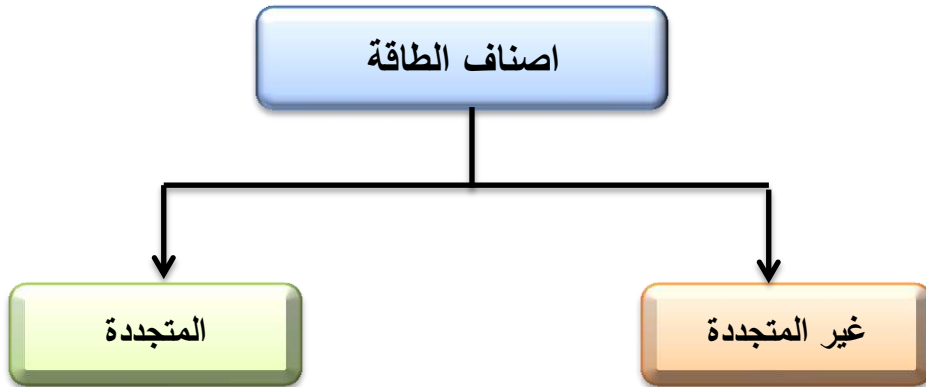 اصناف الطاقة
غير المتجددة
المتجددة